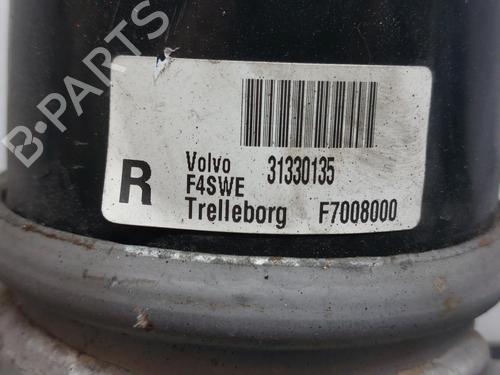 B-PARTS
R
Volvo 31330135
F4SWE
Trelleborg F7008000